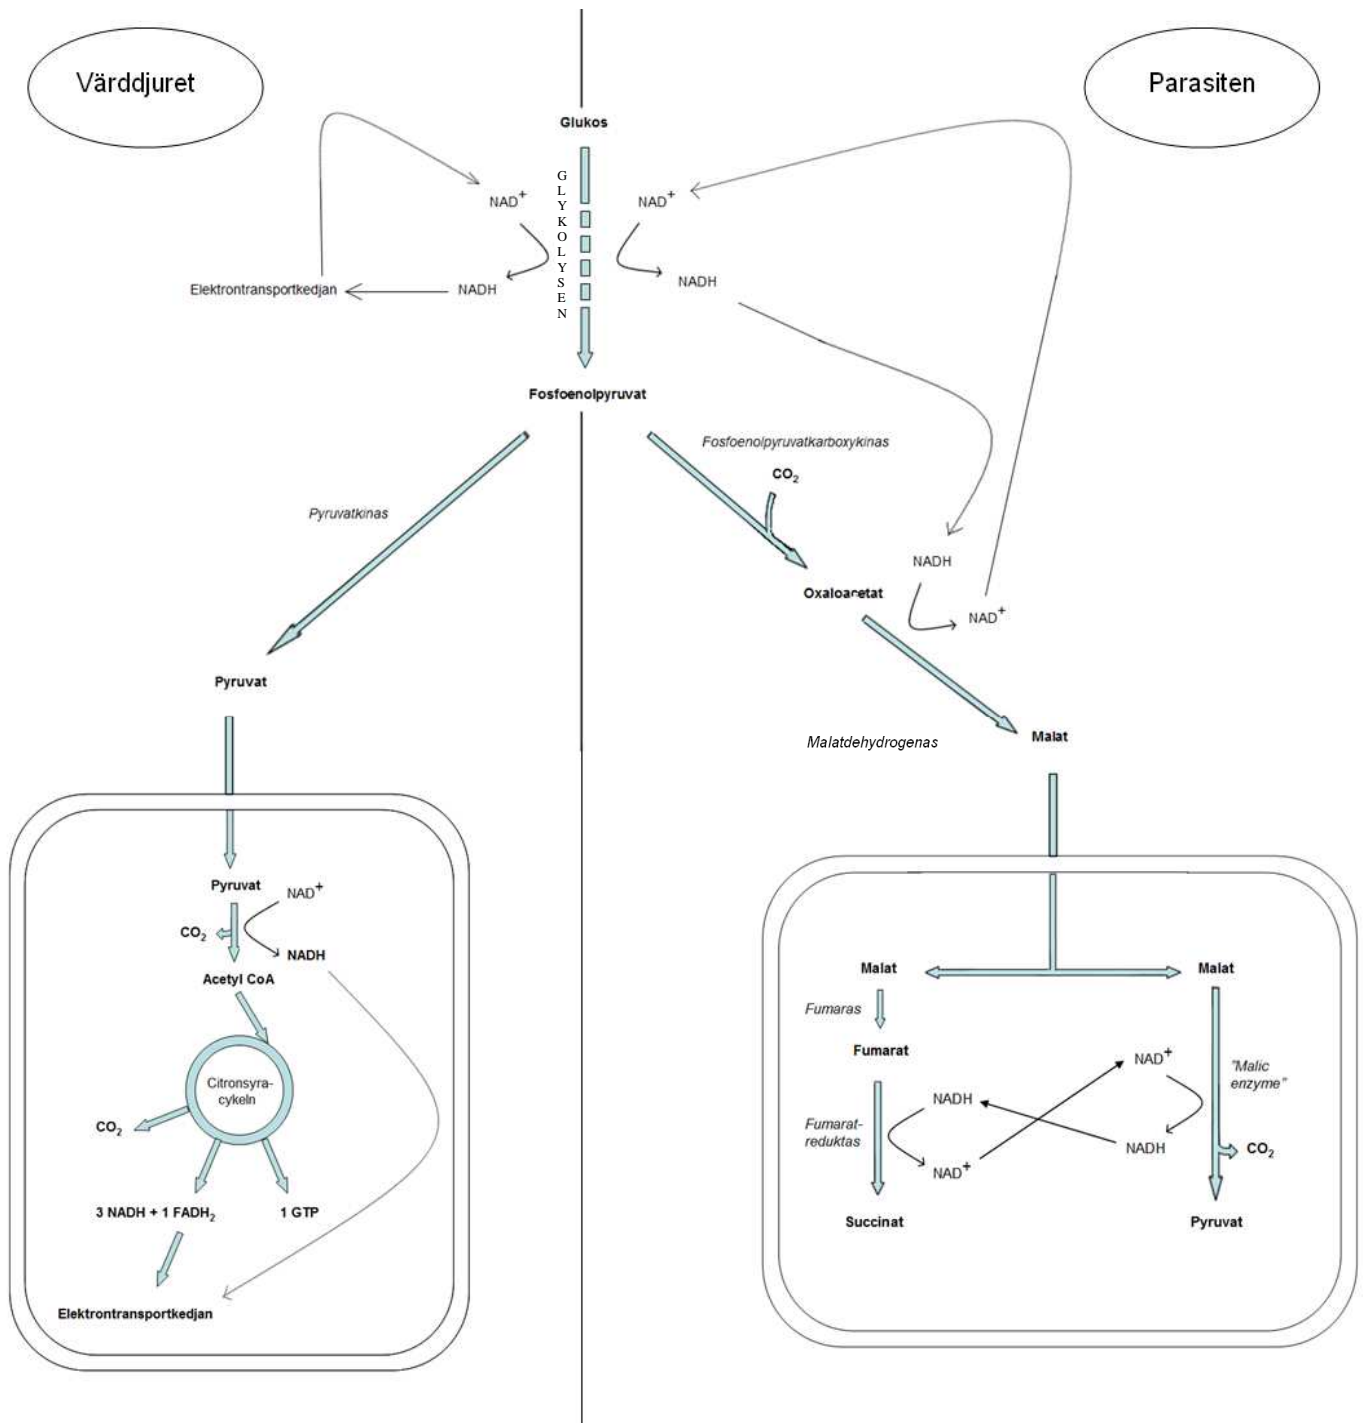 Värddjuret
Parasiten
Glukos
GLYKOLYSEN
NAD+
NADH
Elektrontransportkedjan
NAD+
NADH
Fosfoenolpyruvat
Pyruvatkinas
Fosfoenolpyruvatkarboxykinas
CO2
NADH
NAD+
Oxaloacetat
Malatdehydrogenas
Malat
Pyruvat
Pyruvat
NAD+
CO2
NADH
Acetyl CoA
Citronsyra-
cykeln
CO2
3 NADH + 1 FADH2
1 GTP
Elektrontransportkedjan
Malat
Malat
Fumaras
Fumarat
NAD+
"Malic
enzyme"
NADH
Fumarat-
reduktas
NADH
CO2
NAD+
Succinat
Pyruvat